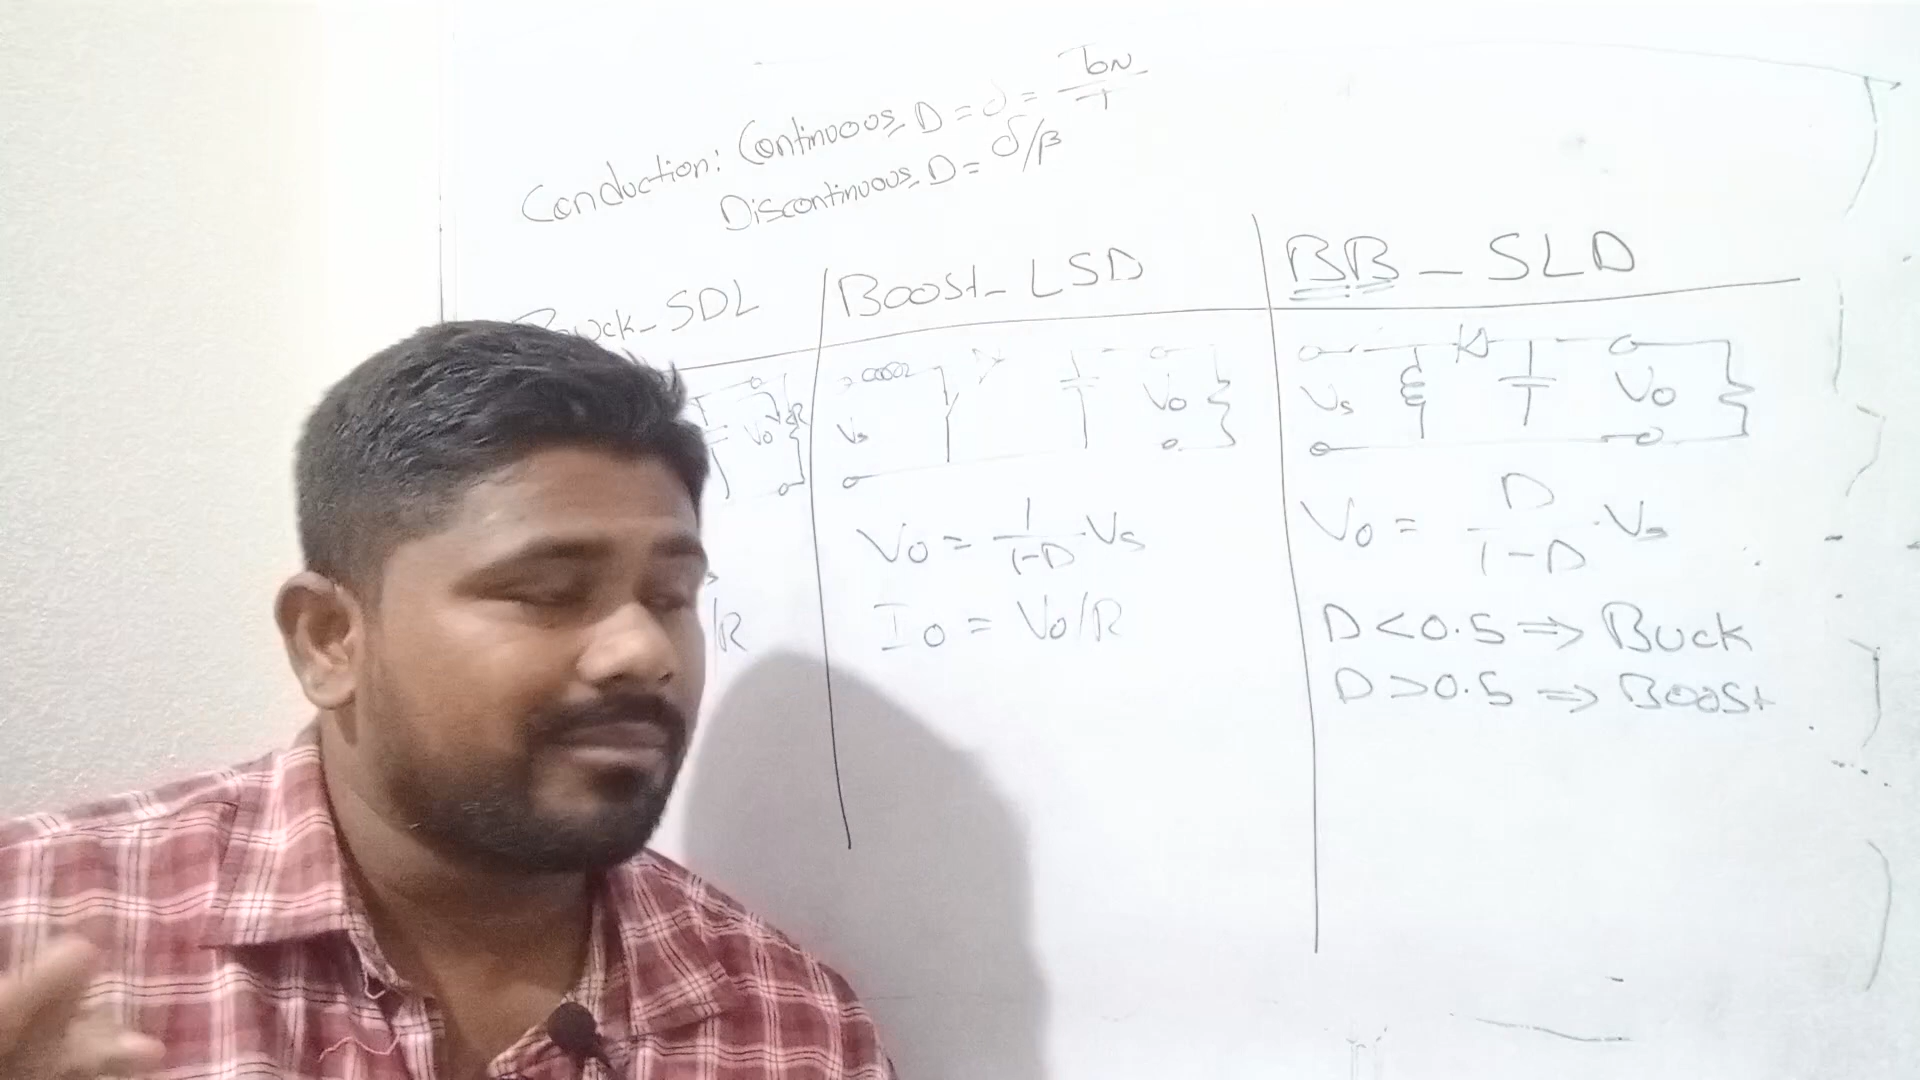 Conduction: Continuous, D = δ = TON/T
Discontinuous, D = δ/β
Buck - SDL
Boost - LSD
BB - SLD
Vo R
Vs Vo
Vs Vo
Vo = 1/1-D · Vs
Vo = D/1-D · Vs
/R
Io = Vo/R
D < 0.5 ⇒ Buck
D > 0.5 ⇒ Boost